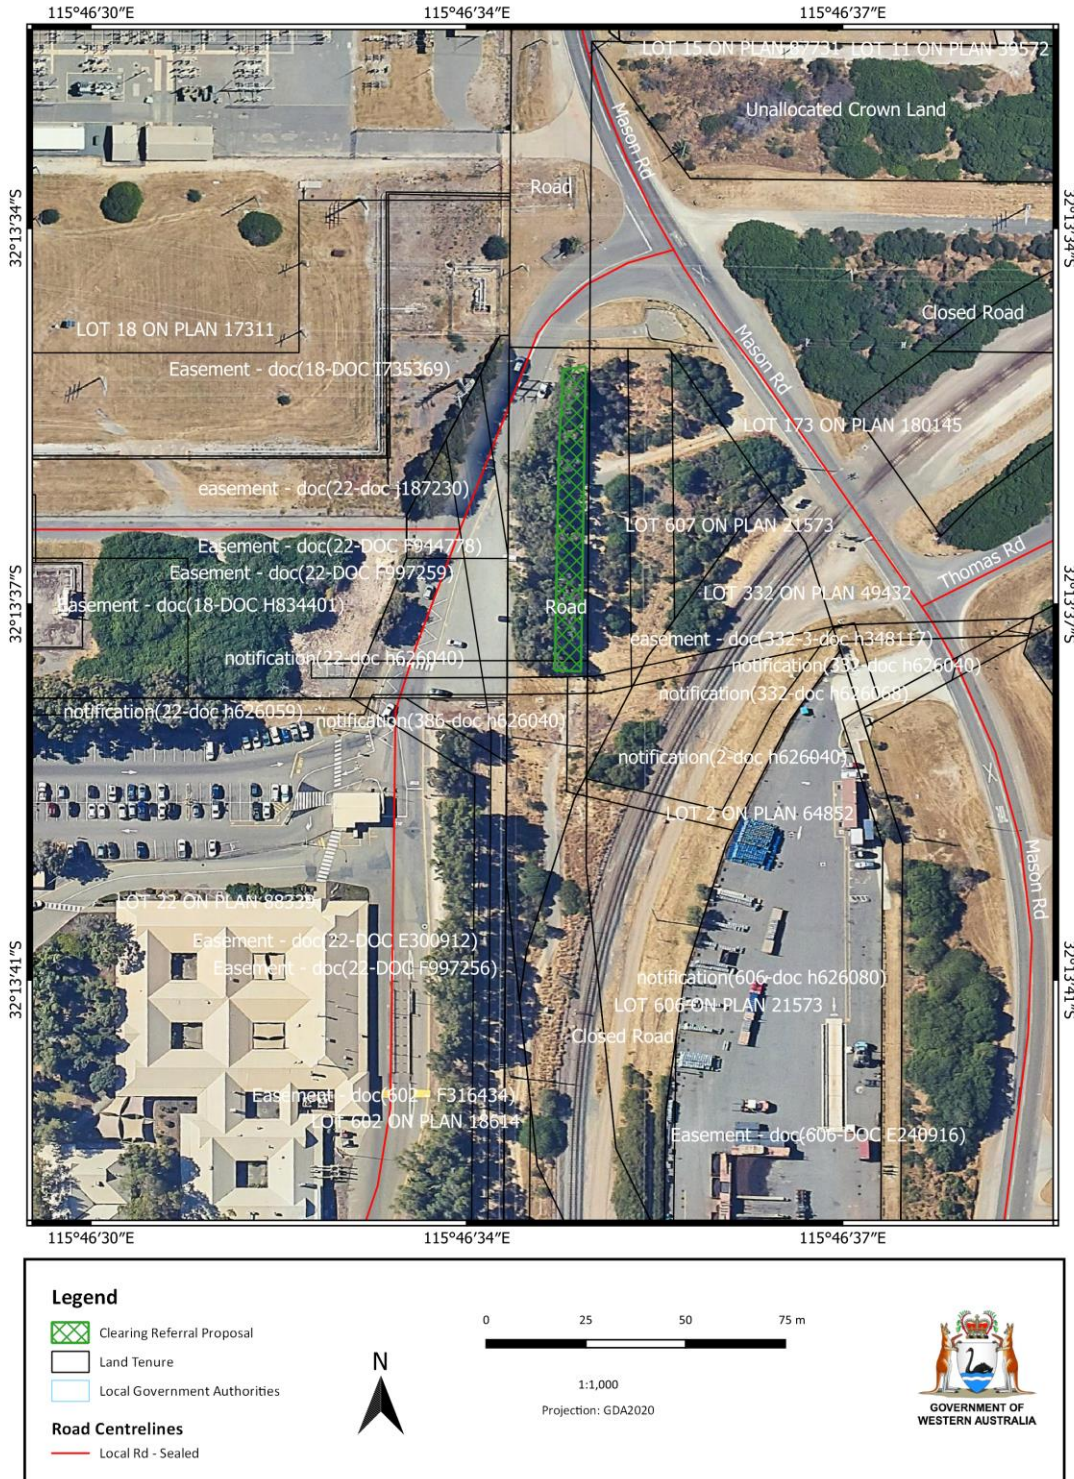 115°46'30"E 115°46'34"E 115°46'37"E
LOT 15 ON PLAN 87731 LOT 11 ON PLAN 39572
Unallocated Crown Land
Mason Rd
Road
32°13'34"S 32°13'34"S
Closed Road
LOT 18 ON PLAN 17311
Mason Rd
Easement - doc(18-DOC I735369)
LOT 173 ON PLAN 180145
easement - doc(22-doc i187230)
LOT 607 ON PLAN 21573
Easement - doc(22-DOC F944778)
Thomas Rd
Easement - doc(22-DOC F997259)
32°13'37"S 32°13'37"S
LOT 332 ON PLAN 49432
Easement - doc(18-DOC H834401)
Road
easement - doc(332-3-doc h348117)
notification(22-doc h626040)
notification(332-doc h626040)
notification(332-doc h626068)
notification(22-doc h626059)
notification(386-doc h626040)
notification(2-doc h626040)
LOT 2 ON PLAN 64852
Mason Rd
LOT 22 ON PLAN 88339
Easement - doc(22-DOC E300912)
Easement - doc(22-DOC F997256)
32°13'41"S 32°13'41"S
notification(606-doc h626080)
LOT 606 ON PLAN 21573
Closed Road
Easement - doc(602 - F316434)
LOT 602 ON PLAN 18614
Easement - doc(606-DOC E240916)
115°46'30"E 115°46'34"E 115°46'37"E
Legend
Clearing Referral Proposal
Land Tenure
Local Government Authorities
Road Centrelines
Local Rd - Sealed
N
0 25 50 75 m
1:1,000
Projection: GDA2020
GOVERNMENT OF
WESTERN AUSTRALIA